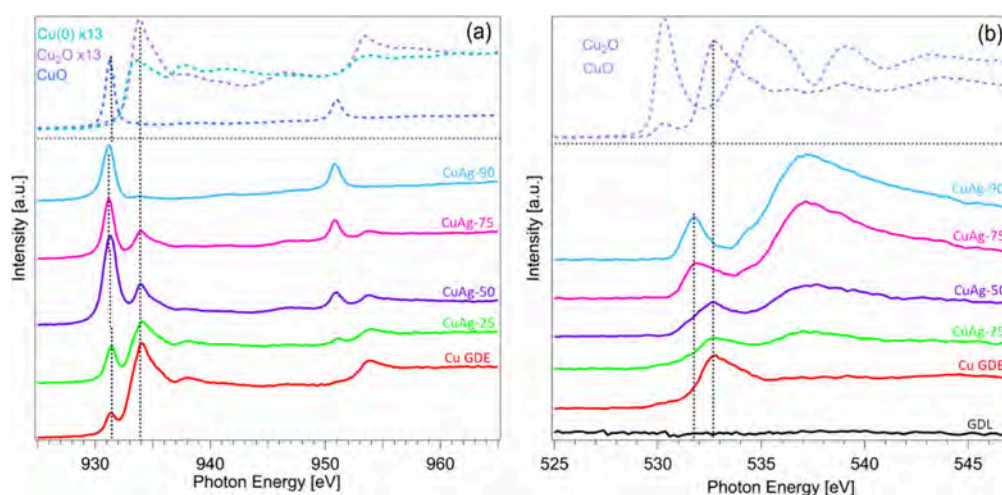 (a)
Cu(0) x13
Cu₂O x13
CuO
CuAg-90
CuAg-75
CuAg-50
CuAg-25
Cu GDE
Intensity [a.u.]
930
940
950
960
Photon Energy [eV]
(b)
Cu₂O
CuO
CuAg-90
CuAg-75
CuAg-50
CuAg-25
Cu GDE
GDL
Intensity [a.u.]
525
530
535
540
545
Photon Energy [eV]